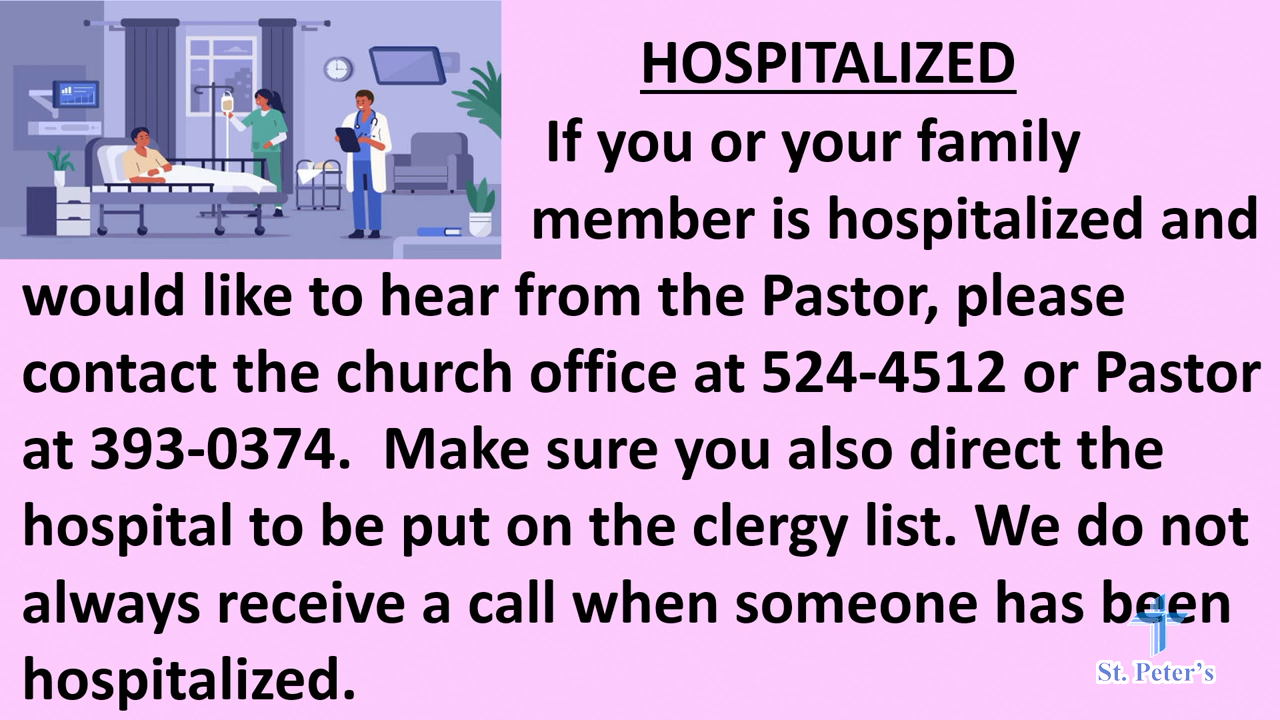 HOSPITALIZED
If you or your family
member is hospitalized and
would like to hear from the Pastor, please
contact the church office at 524-4512 or Pastor
at 393-0374.  Make sure you also direct the
hospital to be put on the clergy list. We do not
always receive a call when someone has been
hospitalized.
St. Peter's